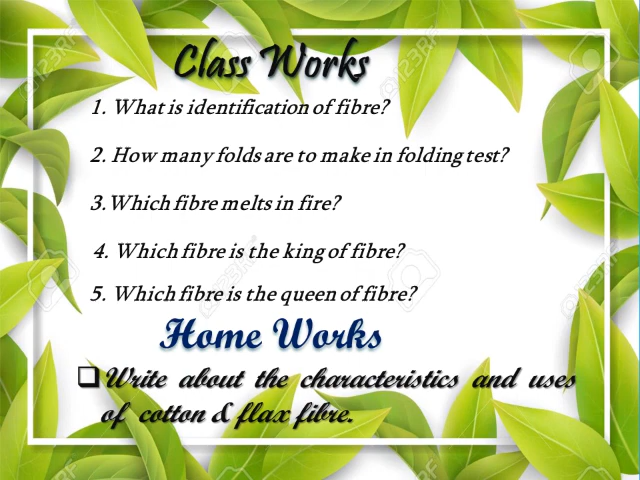 Class Works
1. What is identification of fibre?
2. How many folds are to make in folding test?
3.Which fibre melts in fire?
4. Which fibre is the king of fibre?
5. Which fibre is the queen of fibre?
Home Works
❑Write about the characteristics and uses
of cotton & flax fibre.